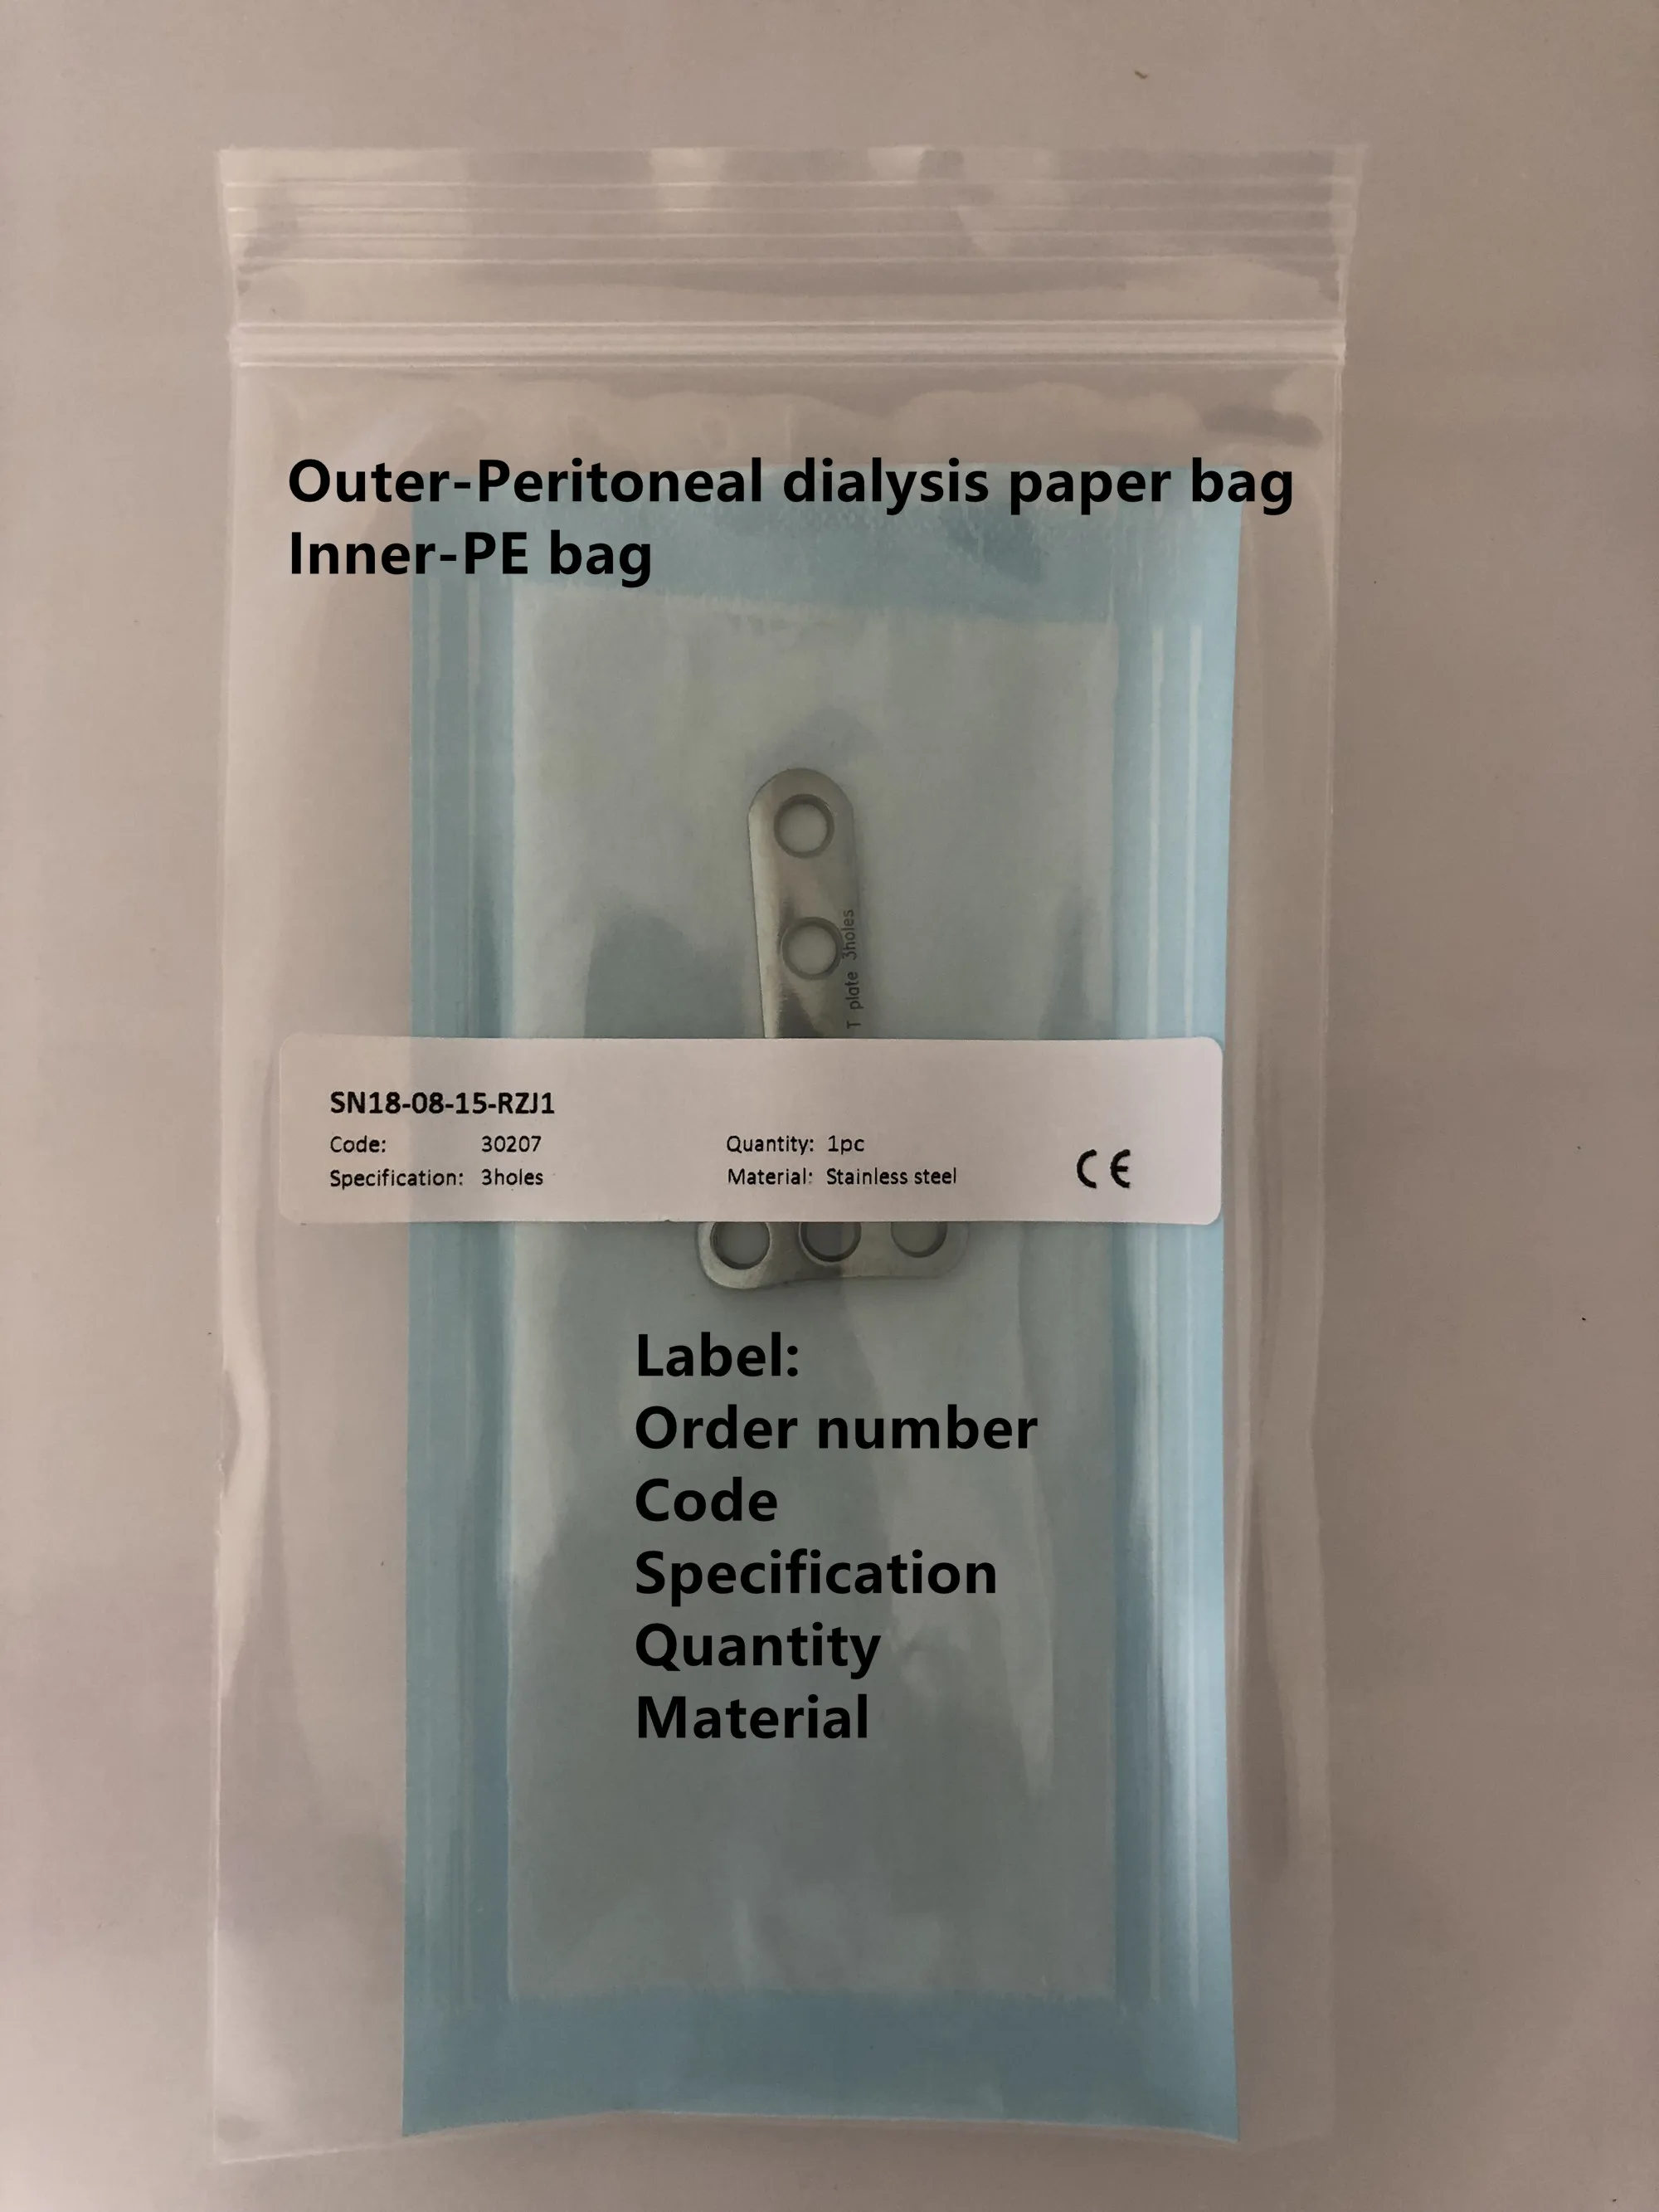 Outer-Peritoneal dialysis paper bag
Inner-PE bag
T plate 3holes
SN18-08-15-RZJ1
Code: 30207 Quantity: 1pc
Specification: 3holes Material: Stainless steel
CE
Label:
Order number
Code
Specification
Quantity
Material